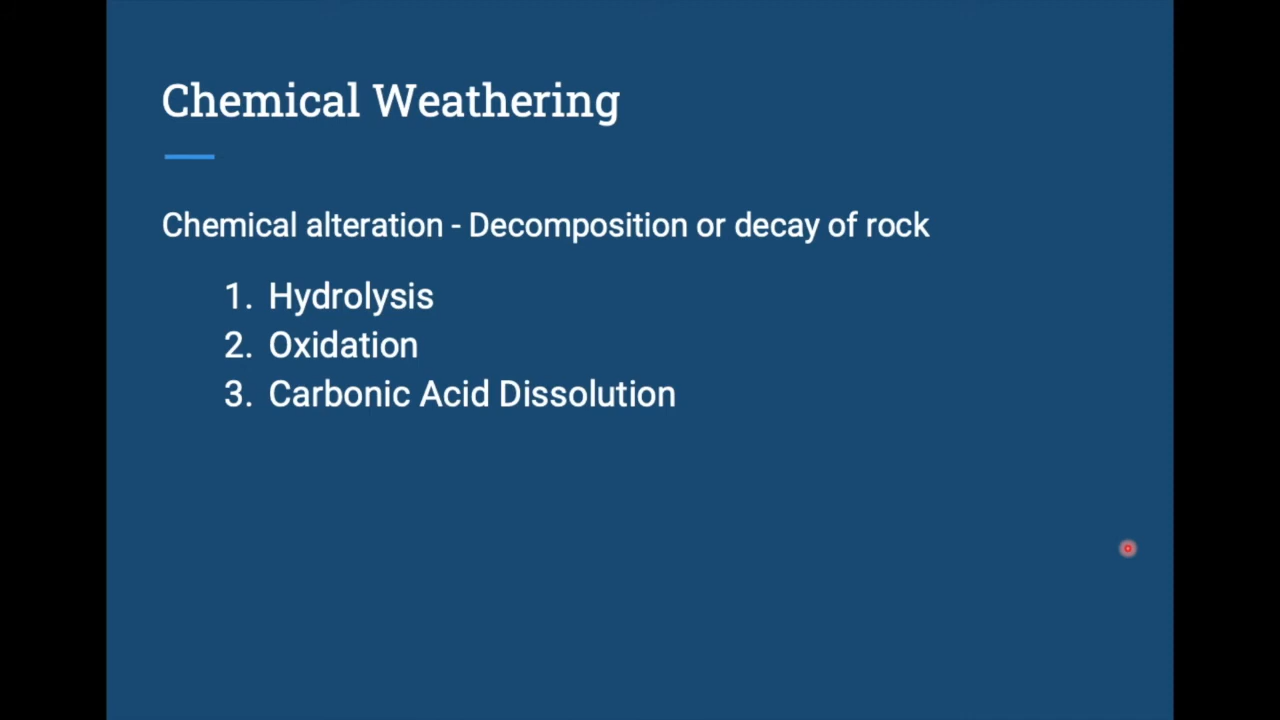 Chemical Weathering
Chemical alteration - Decomposition or decay of rock
1. Hydrolysis
2. Oxidation
3. Carbonic Acid Dissolution